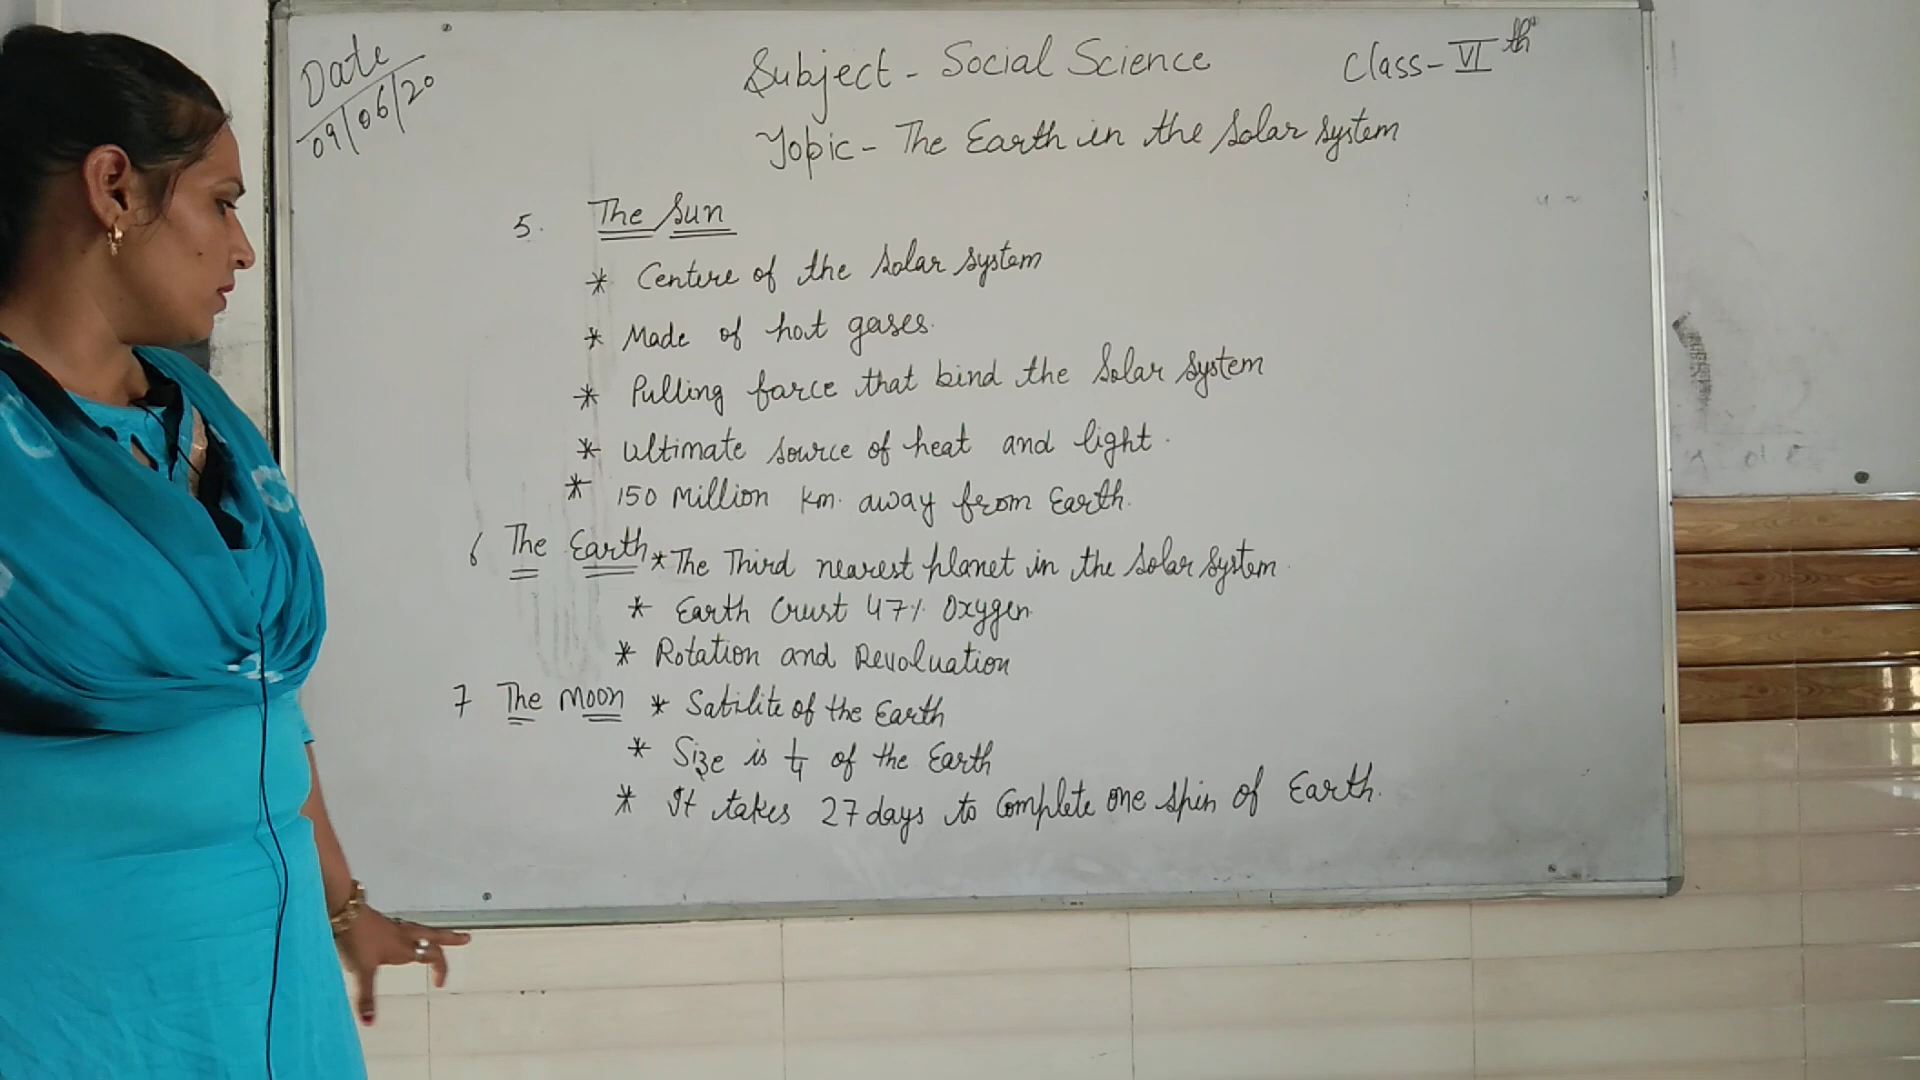 Date
09/06/20
Subject - Social Science
Class - VIth
Topic - The Earth in the Solar System
5. The Sun
* Centure of the Solar System
* Made of hot gases.
* Pulling farce that bind the Solar System
* Ultimate source of heat and light.
* 150 Million km. away from Earth.
6 The Earth * The Third nearest planet in the Solar System.
* Earth Crust 47% Oxygen.
* Rotation and Revoluation
7 The Moon * Satilite of the Earth
* Size is 1/4 of the Earth
* It takes 27 days to Complete one spin of Earth.